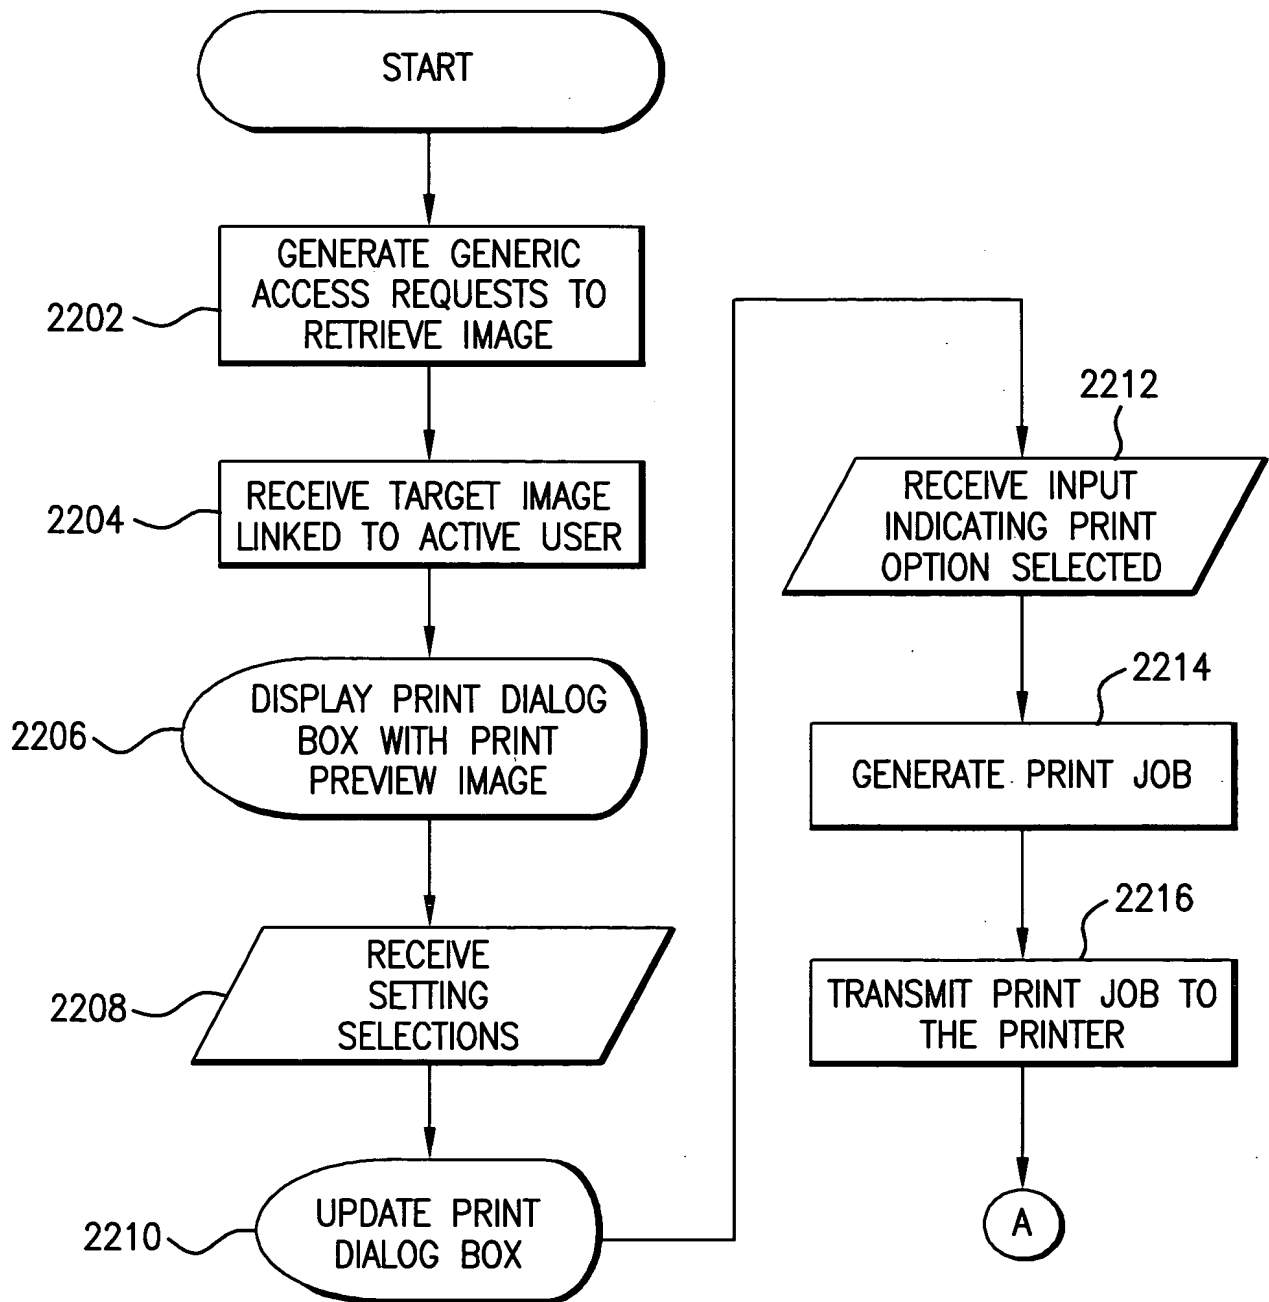 START
2202
GENERATE GENERIC
ACCESS REQUESTS TO
RETRIEVE IMAGE
2204
RECEIVE TARGET IMAGE
LINKED TO ACTIVE USER
2206
DISPLAY PRINT DIALOG
BOX WITH PRINT
PREVIEW IMAGE
2208
RECEIVE
SETTING
SELECTIONS
2210
UPDATE PRINT
DIALOG BOX
2212
RECEIVE INPUT
INDICATING PRINT
OPTION SELECTED
2214
GENERATE PRINT JOB
2216
TRANSMIT PRINT JOB TO
THE PRINTER
A